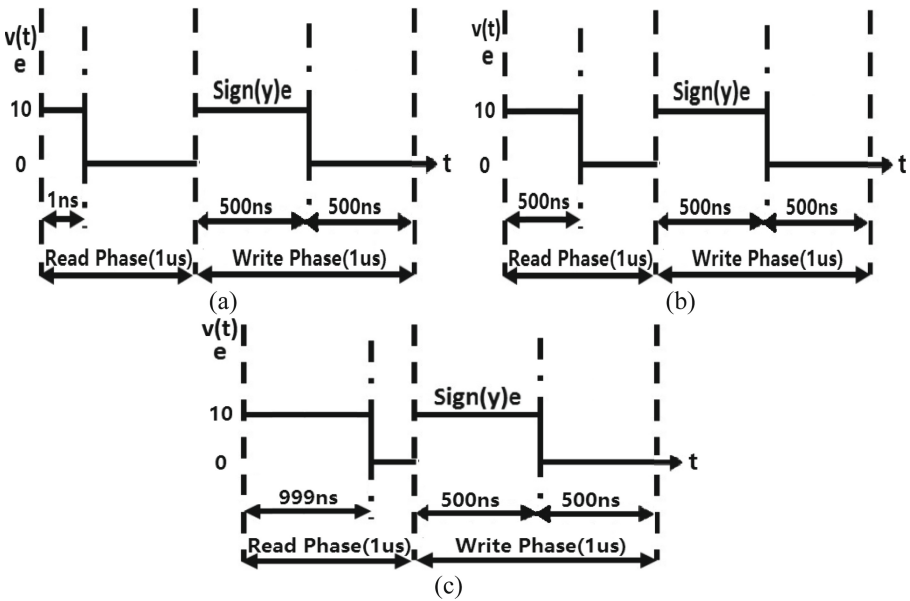 v(t)
e
10
Sign(y)e
0
t
1ns
500ns
500ns
Read Phase(1us)
Write Phase(1us)
(a)
v(t)
e
10
Sign(y)e
0
t
500ns
500ns
500ns
Read Phase(1us)
Write Phase(1us)
(b)
v(t)
e
10
Sign(y)e
0
t
999ns
500ns
500ns
Read Phase(1us)
Write Phase(1us)
(c)